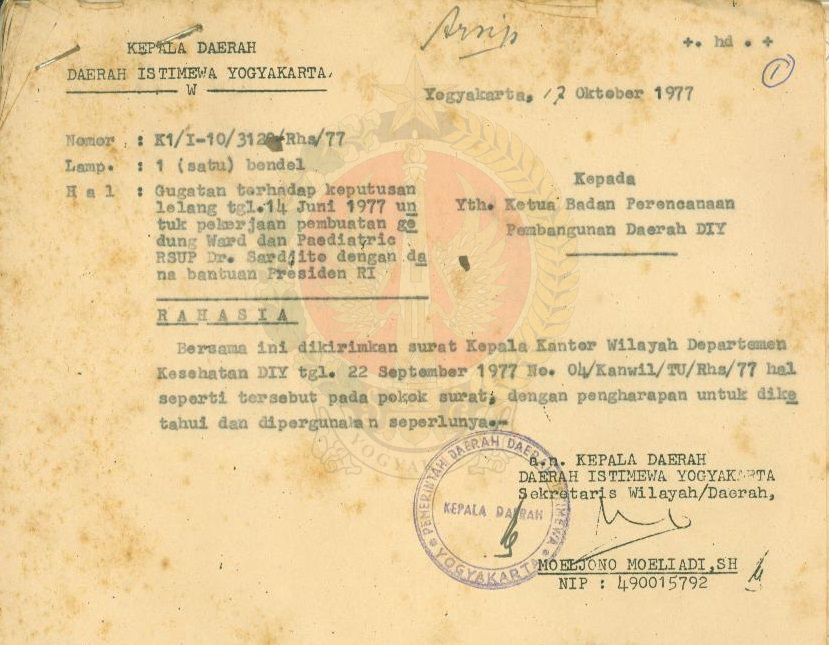 Arsip
+. hd . +
1
KEPALA DAERAH
DAERAH ISTIMEWA YOGYAKARTA
W
Yogyakarta, 17 Oktober 1977
Nomor : K1/I-10/312 /Rhs/77
Lamp. : 1 (satu) bendel
H a l : Gugatan terhadap keputusan
lelang tgl.14 Juni 1977 un
tuk pekerjaan pembuatan ge
dung Ward dan Paediatric
RSUP Dr. Sardjito dengan da
na bantuan Presiden RI
Kepada
Yth. Ketua Badan Perencanaan
Pembangunan Daerah DIY
R A H A S I A
Bersama ini dikirimkan surat Kepala Kantor Wilayah Departemen
Kesehatan DIY tgl. 22 September 1977 No. 04/Kanwil/TU/Rhs/77 hal
seperti tersebut pada pokok surat, dengan pengharapan untuk dike
tahui dan dipergunakan seperlunya.-
a.n. KEPALA DAERAH
DAERAH ISTIMEWA YOGYAKARTA
Sekretaris Wilayah/Daerah,
PEMERINTAH DAERAH DAERAH ISTIMEWA
KEPALA DAERAH
YOGYAKARTA
MOELJONO MOELIADI,SH
NIP : 490015792